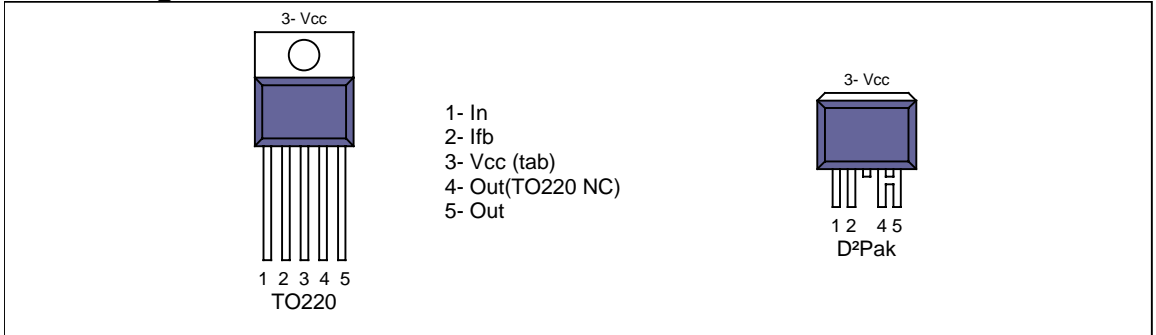 3- Vcc
1 2 3 4 5
TO220
1- In
2- Ifb
3- Vcc (tab)
4- Out(TO220 NC)
5- Out
3- Vcc
1 2 4 5
D²Pak